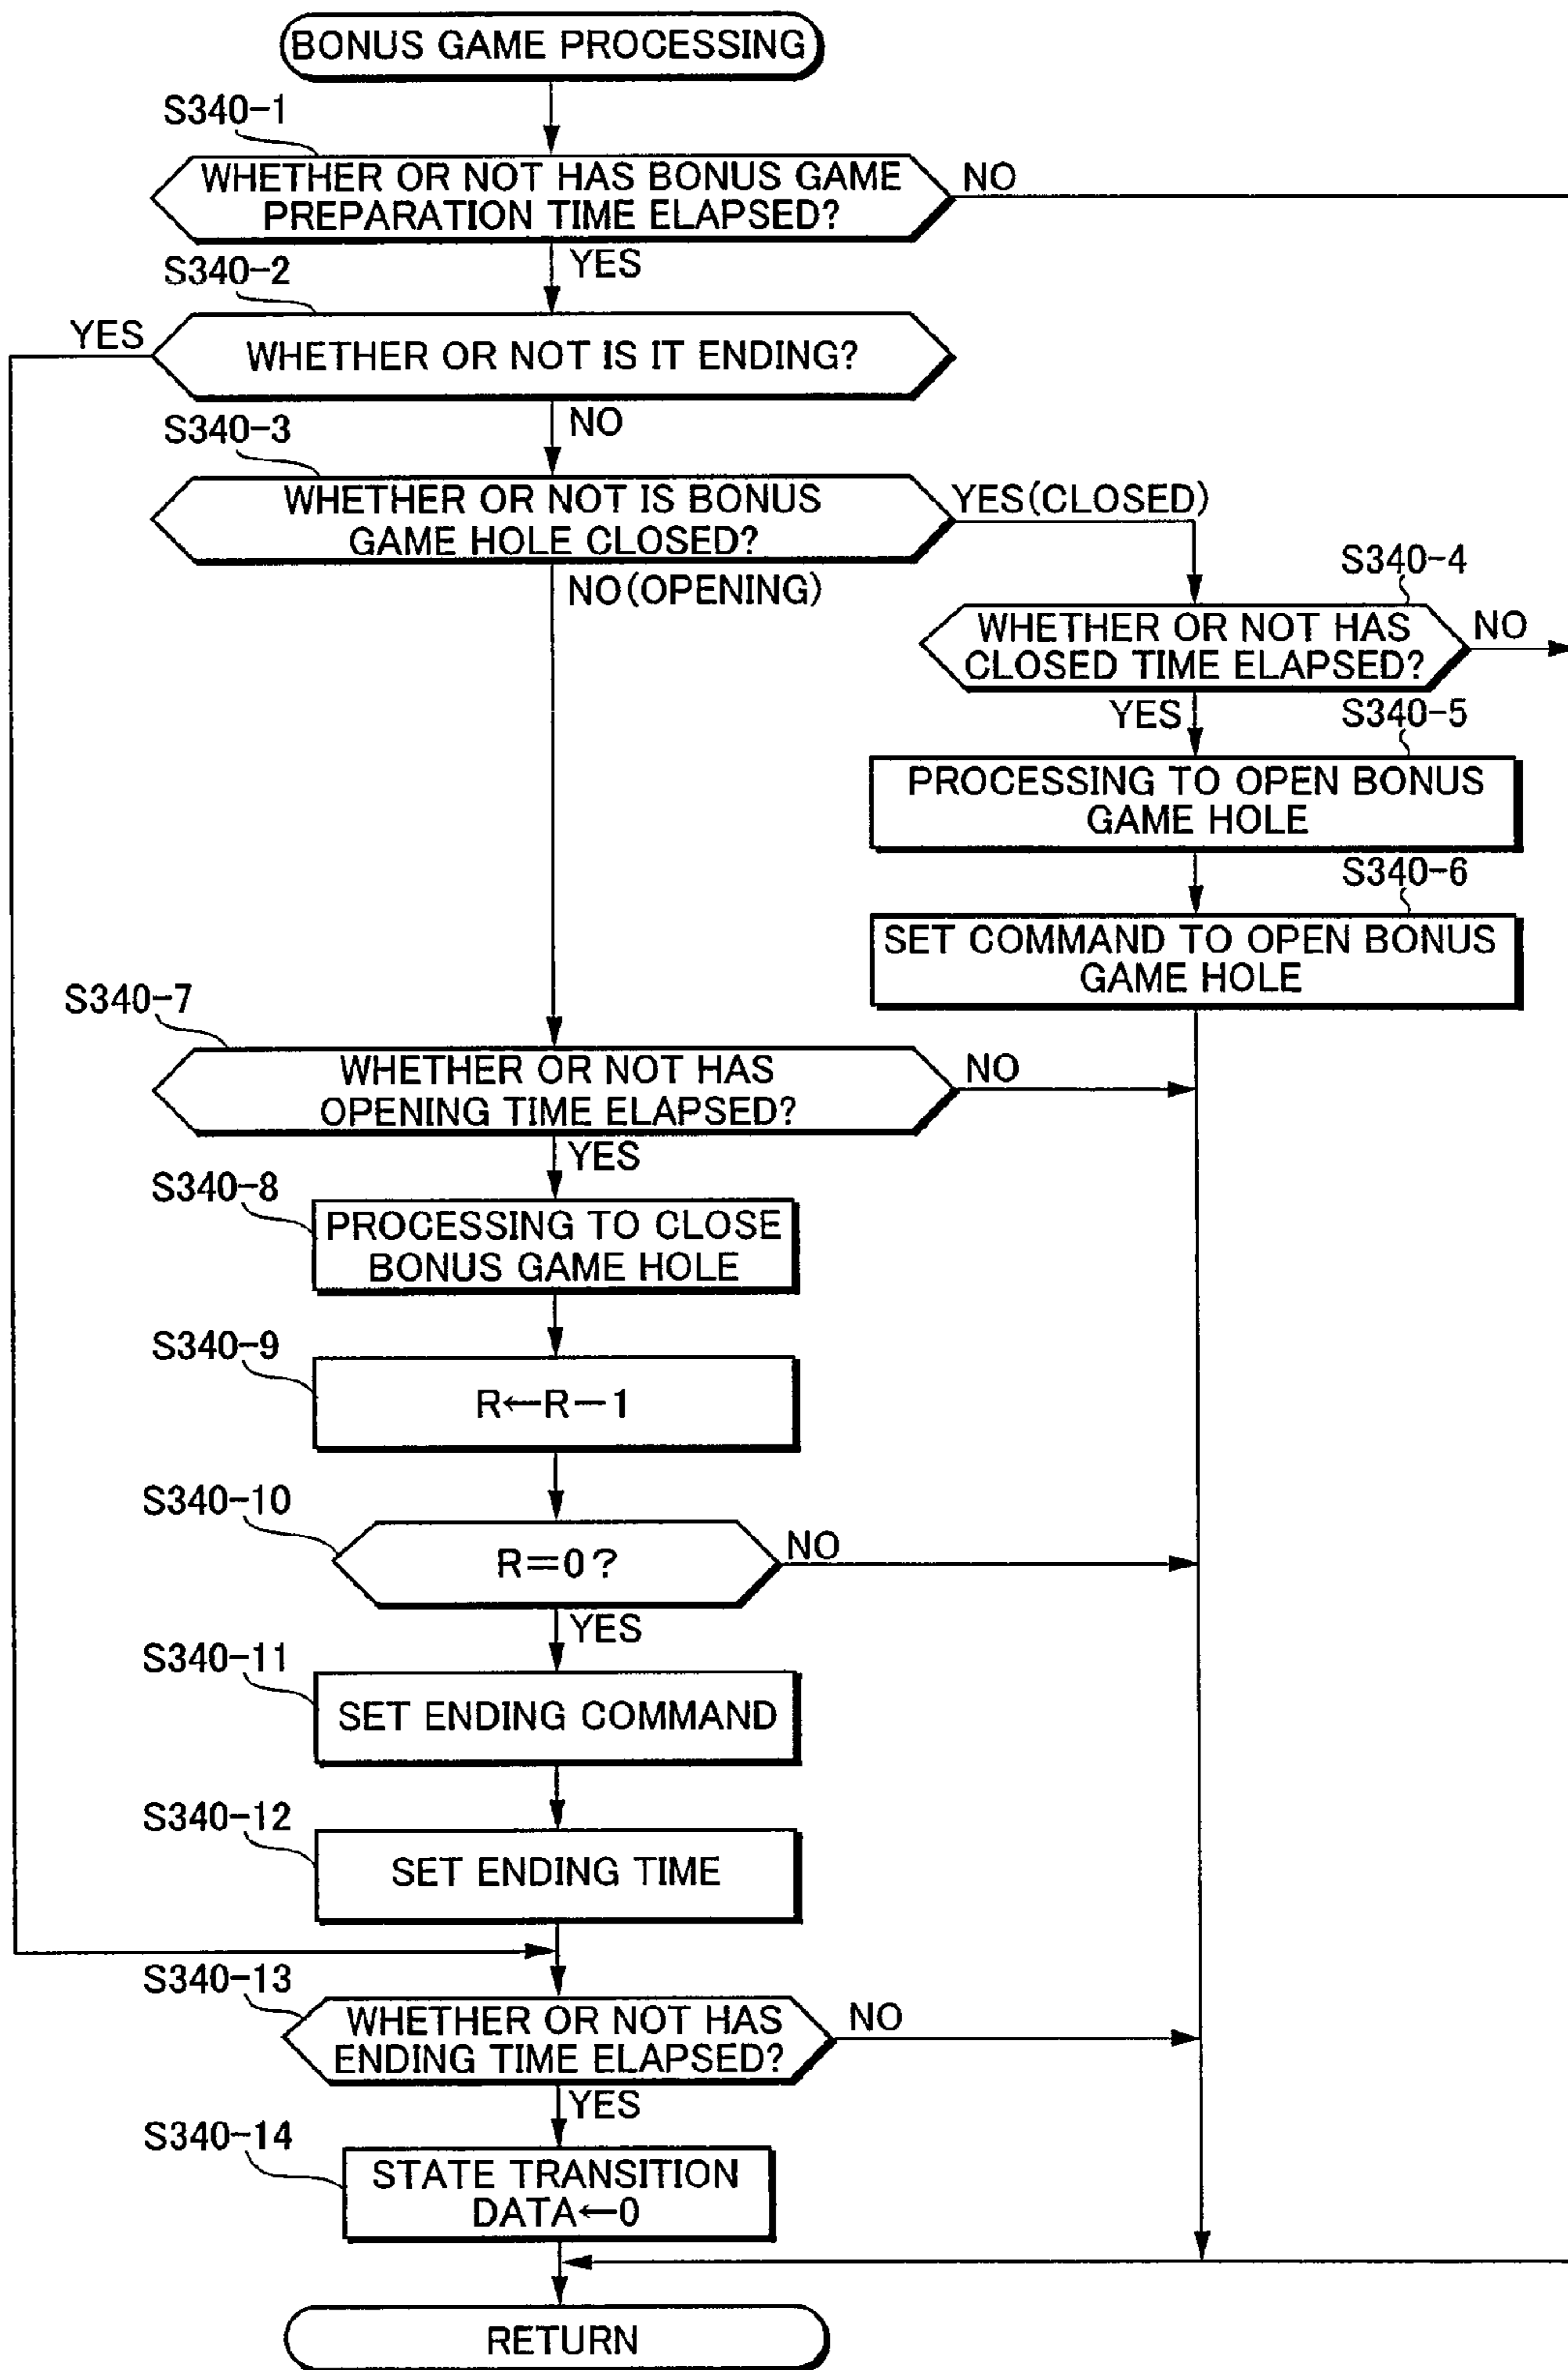 BONUS GAME PROCESSING
S340-1
WHETHER OR NOT HAS BONUS GAME
PREPARATION TIME ELAPSED?
NO
YES
S340-2
YES
WHETHER OR NOT IS IT ENDING?
NO
S340-3
WHETHER OR NOT IS BONUS
GAME HOLE CLOSED?
YES(CLOSED)
NO(OPENING)
S340-4
WHETHER OR NOT HAS
CLOSED TIME ELAPSED?
NO
YES
S340-5
PROCESSING TO OPEN BONUS
GAME HOLE
S340-6
SET COMMAND TO OPEN BONUS
GAME HOLE
S340-7
WHETHER OR NOT HAS
OPENING TIME ELAPSED?
NO
YES
S340-8
PROCESSING TO CLOSE
BONUS GAME HOLE
S340-9
R←R−1
S340-10
R=0?
NO
YES
S340-11
SET ENDING COMMAND
S340-12
SET ENDING TIME
S340-13
WHETHER OR NOT HAS
ENDING TIME ELAPSED?
NO
YES
S340-14
STATE TRANSITION
DATA←0
RETURN